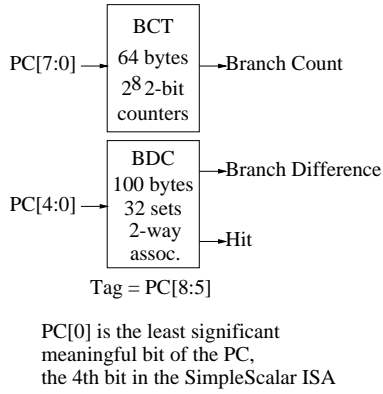 BCT
64 bytes
2^8 2-bit
counters
PC[7:0]
Branch Count
BDC
100 bytes
32 sets
2-way
assoc.
PC[4:0]
Branch Difference
Hit
Tag = PC[8:5]
PC[0] is the least significant
meaningful bit of the PC,
the 4th bit in the SimpleScalar ISA